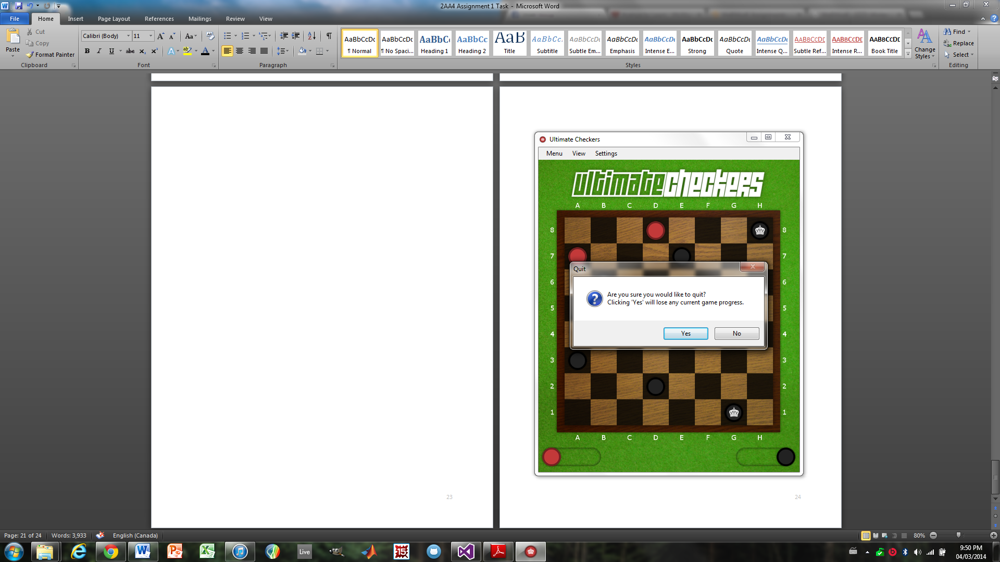 2AA4 Assignment 1 Task - Microsoft Word
File Home Insert Page Layout References Mailings Review View
Paste
Cut
Copy
Format Painter
Clipboard
Calibri (Body) 11
Font
Paragraph
AaBbCcDc AaBbCcDc AaBbC AaBbCc AaB AaBbCc. AaBbCcDc AaBbCcDc AaBbCcDc AaBbCcDc AaBbCcDc AaBbCcDc AABBCCDE AABBCCDE AABBCCDE
¶ Normal ¶ No Spaci... Heading 1 Heading 2 Title Subtitle Subtle Em... Emphasis Intense E... Strong Quote Intense Q... Subtle Ref... Intense R... Book Title
Styles
Change Styles
Find
Replace
Select
Editing
Ultimate Checkers
Menu View Settings
ultimatecheckers
A B C D E F G H
8 8
7 7
Quit
6 6
Are you sure you would like to quit?
Clicking 'Yes' will lose any current game progress.
5 5
Yes No
4 4
3 3
2 2
1 1
A B C D E F G H
23
24
Page: 21 of 24 Words: 3,933 English (Canada) 80%
Live
15
9:50 PM
04/03/2014